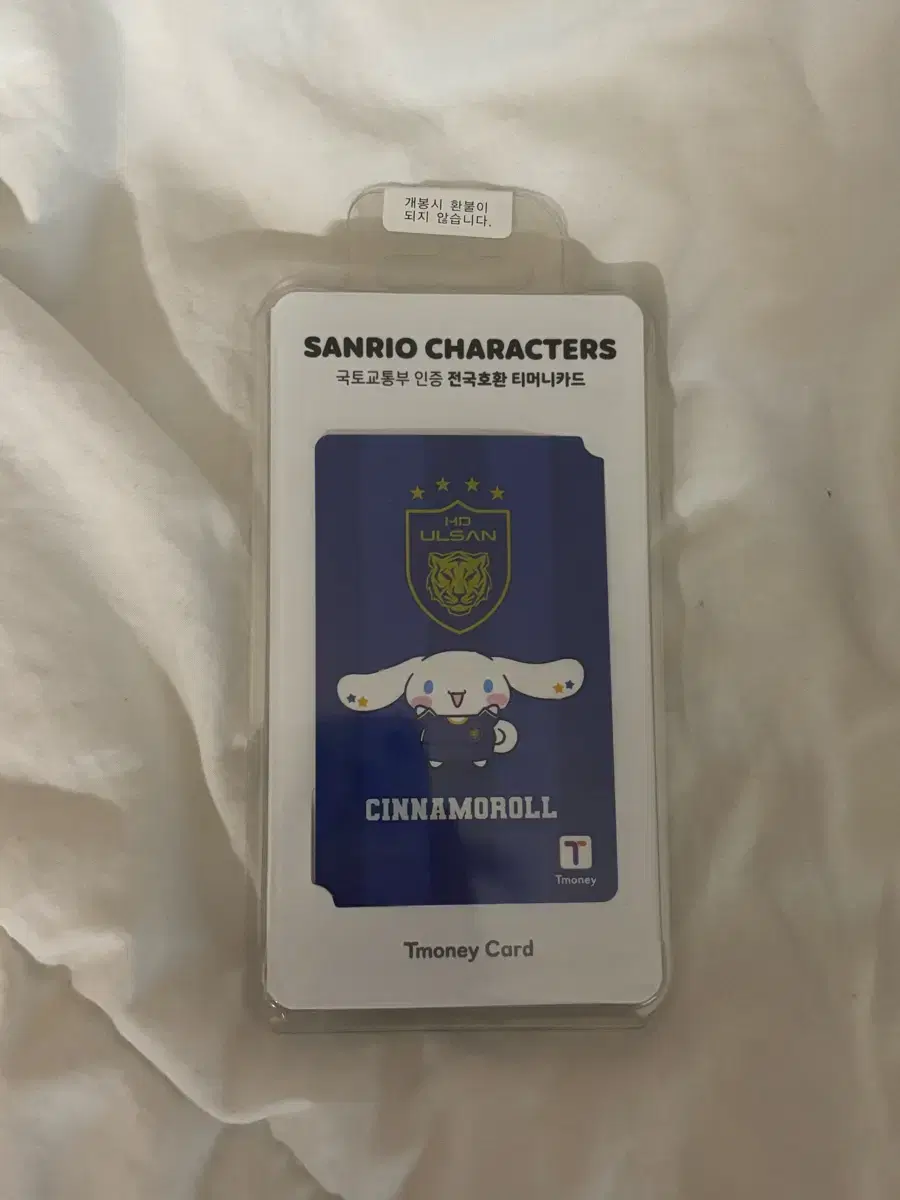 개봉시 환불이
되지 않습니다.
SANRIO CHARACTERS
국토교통부 인증 전국호환 티머니카드
HD
ULSAN
CINNAMOROLL
T
Tmoney
Tmoney Card